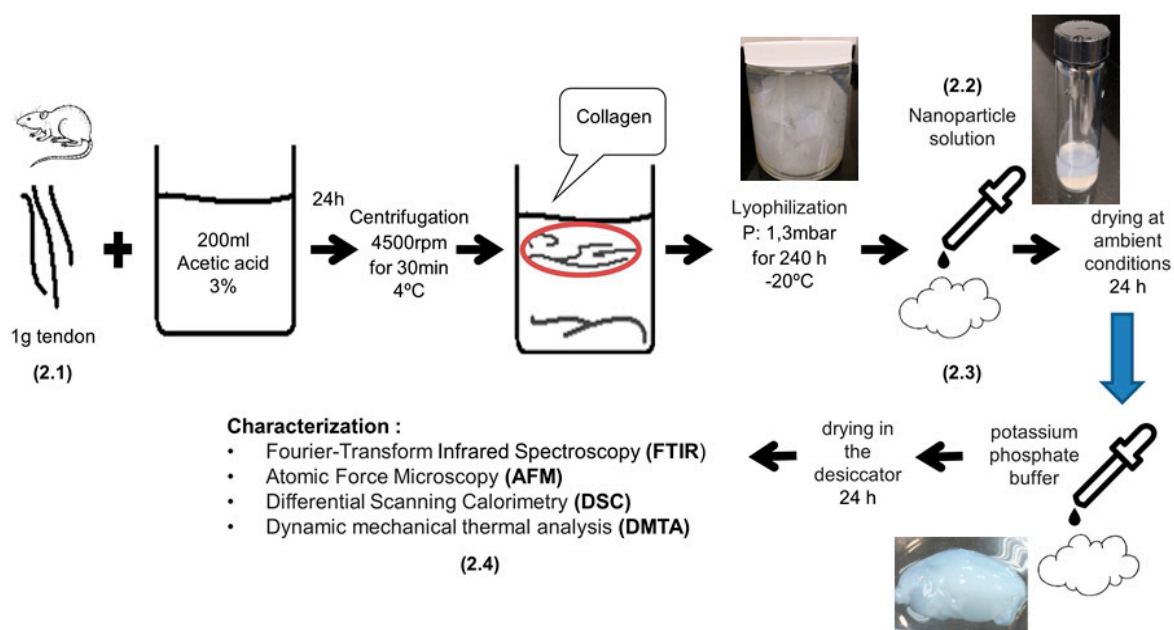 1g tendon
(2.1)
200ml
Acetic acid
3%
24h
Centrifugation
4500rpm
for 30min
4ºC
Collagen
Lyophilization
P: 1,3mbar
for 240 h
-20ºC
(2.2)
Nanoparticle
solution
(2.3)
drying at
ambient
conditions
24 h
potassium
phosphate
buffer
drying in
the
desiccator
24 h
Characterization :
• Fourier-Transform Infrared Spectroscopy (FTIR)
• Atomic Force Microscopy (AFM)
• Differential Scanning Calorimetry (DSC)
• Dynamic mechanical thermal analysis (DMTA)
(2.4)